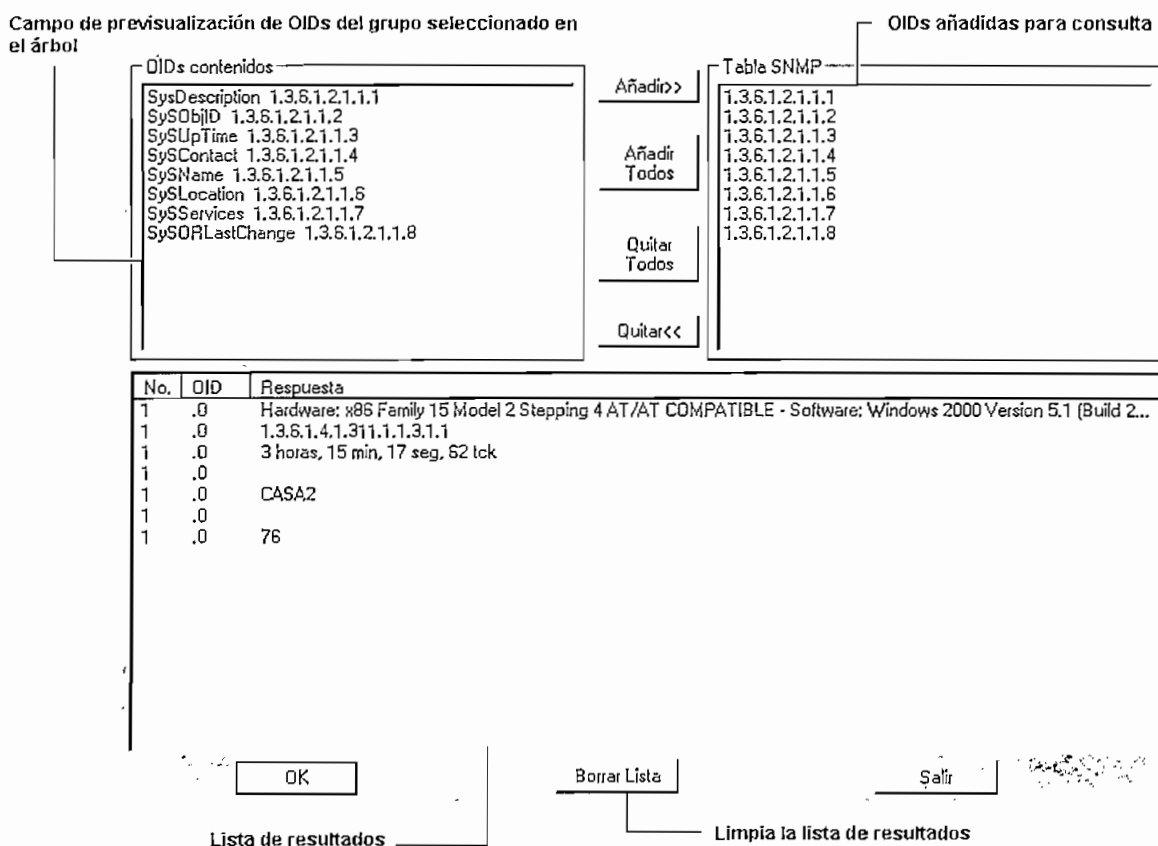 Campo de previsualización de OIDs del grupo seleccionado en
el árbol
OIDs añadidas para consulta
OIDs contenidos
SysDescription 1.3.6.1.2.1.1.1
SySObjID 1.3.6.1.2.1.1.2
SySUpTime 1.3.6.1.2.1.1.3
SySContact 1.3.6.1.2.1.1.4
SySName 1.3.6.1.2.1.1.5
SySLocation 1.3.6.1.2.1.1.6
SySServices 1.3.6.1.2.1.1.7
SySORLastChange 1.3.6.1.2.1.1.8
Añadir>>
Añadir
Todos
Quitar
Todos
Quitar<<
Tabla SNMP
1.3.6.1.2.1.1.1
1.3.6.1.2.1.1.2
1.3.6.1.2.1.1.3
1.3.6.1.2.1.1.4
1.3.6.1.2.1.1.5
1.3.6.1.2.1.1.6
1.3.6.1.2.1.1.7
1.3.6.1.2.1.1.8
No. OID Respuesta
1 .0 Hardware: x86 Family 15 Model 2 Stepping 4 AT/AT COMPATIBLE - Software: Windows 2000 Version 5.1 (Build 2...
1 .0 1.3.6.1.4.1.311.1.1.3.1.1
1 .0 3 horas, 15 min, 17 seg, 62 tck
1 .0
1 .0 CASA2
1 .0
1 .0 76
OK
Borrar Lista
Salir
Lista de resultados
Limpia la lista de resultados